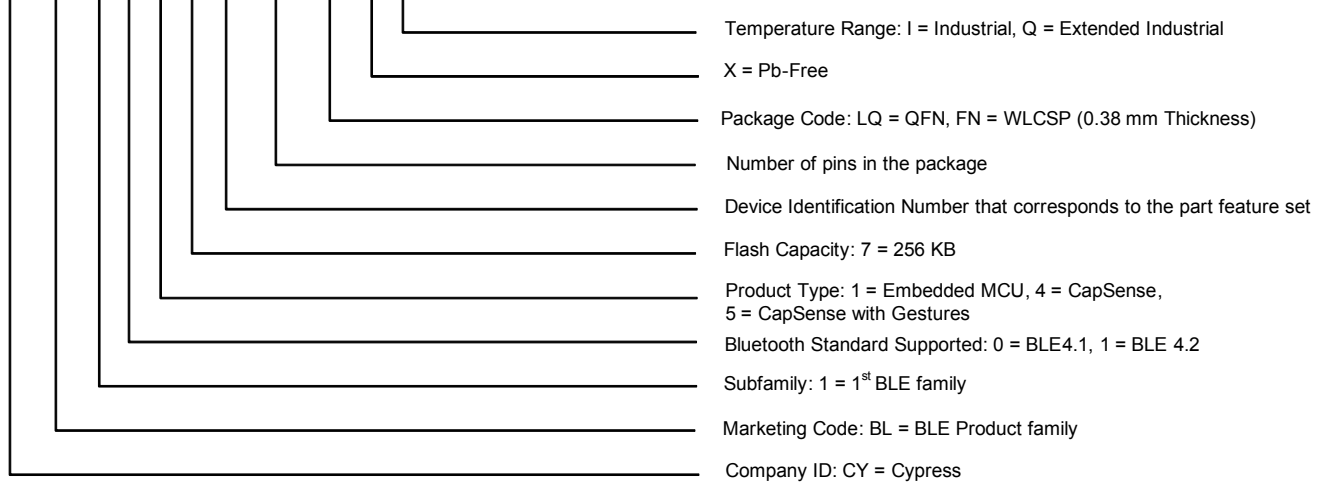 Temperature Range: I = Industrial, Q = Extended Industrial
X = Pb-Free
Package Code: LQ = QFN, FN = WLCSP (0.38 mm Thickness)
Number of pins in the package
Device Identification Number that corresponds to the part feature set
Flash Capacity: 7 = 256 KB
Product Type: 1 = Embedded MCU, 4 = CapSense,
5 = CapSense with Gestures
Bluetooth Standard Supported: 0 = BLE4.1, 1 = BLE 4.2
Subfamily: 1 = 1st BLE family
Marketing Code: BL = BLE Product family
Company ID: CY = Cypress